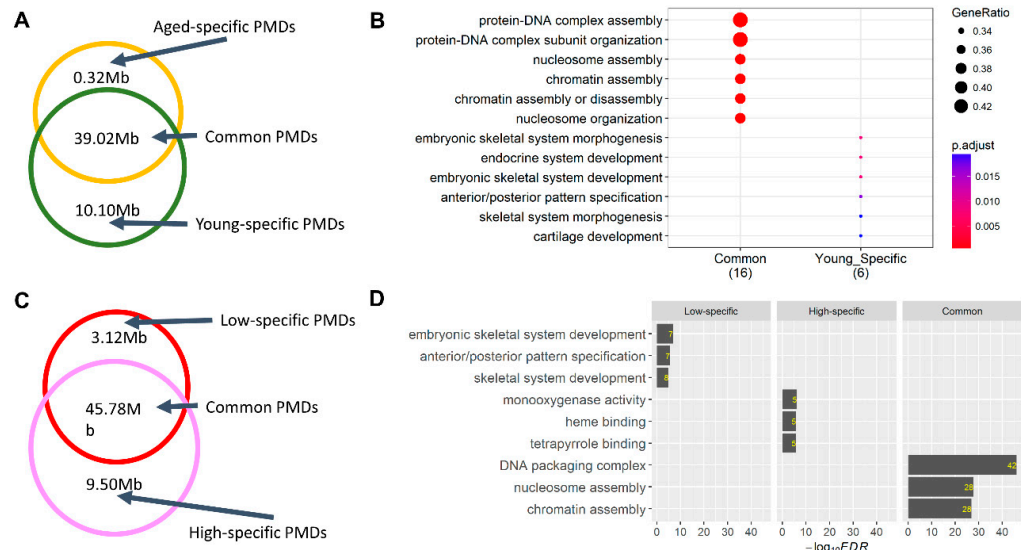 A
Aged-specific PMDs
0.32Mb
39.02Mb
Common PMDs
10.10Mb
Young-specific PMDs
B
protein-DNA complex assembly
protein-DNA complex subunit organization
nucleosome assembly
chromatin assembly
chromatin assembly or disassembly
nucleosome organization
embryonic skeletal system morphogenesis
endocrine system development
embryonic skeletal system development
anterior/posterior pattern specification
skeletal system morphogenesis
cartilage development
Common
(16)
Young_Specific
(6)
GeneRatio
0.34
0.36
0.38
0.40
0.42
p.adjust
0.015
0.010
0.005
C
Low-specific PMDs
3.12Mb
45.78M
b
Common PMDs
9.50Mb
High-specific PMDs
D
Low-specific High-specific Common
embryonic skeletal system development 7
anterior/posterior pattern specification 7
skeletal system development 8
monooxygenase activity 5
heme binding 5
tetrapyrrole binding 5
DNA packaging complex 42
nucleosome assembly 28
chromatin assembly 28
0 10 20 30 40 0 10 20 30 40 0 10 20 30 40
−log10FDR